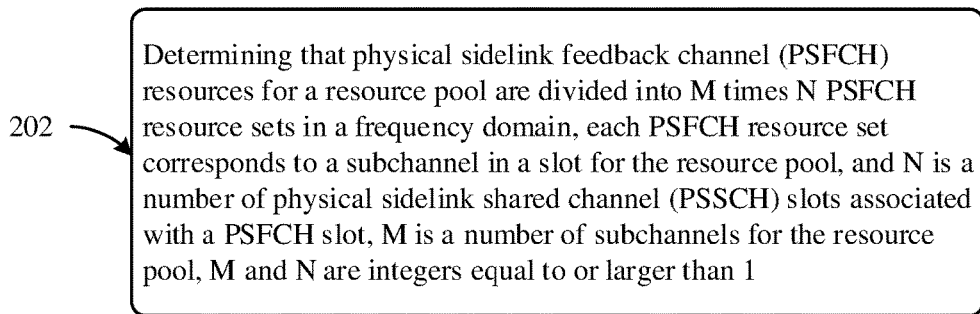 Determining that physical sidelink feedback channel (PSFCH)
resources for a resource pool are divided into M times N PSFCH
resource sets in a frequency domain, each PSFCH resource set
corresponds to a subchannel in a slot for the resource pool, and N is a
number of physical sidelink shared channel (PSSCH) slots associated
with a PSFCH slot, M is a number of subchannels for the resource
pool, M and N are integers equal to or larger than 1
202